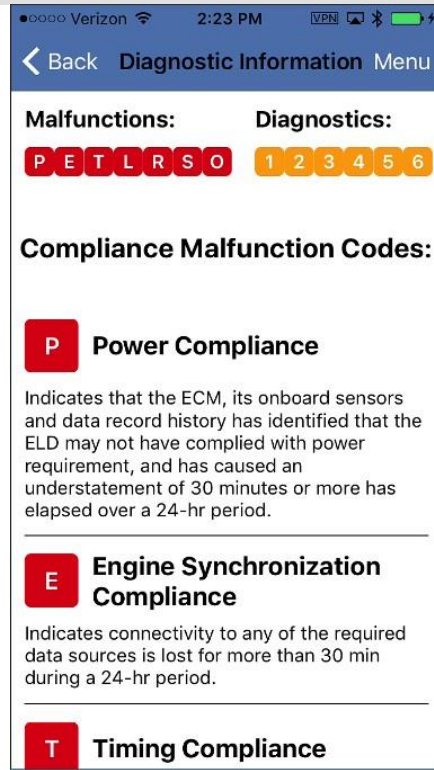 Verizon 2:23 PM VPN
Back Diagnostic Information Menu
Malfunctions: Diagnostics:
P E T L R S O 1 2 3 4 5 6
Compliance Malfunction Codes:
P Power Compliance
Indicates that the ECM, its onboard sensors
and data record history has identified that the
ELD may not have complied with power
requirement, and has caused an
understatement of 30 minutes or more has
elapsed over a 24-hr period.
E Engine Synchronization
Compliance
Indicates connectivity to any of the required
data sources is lost for more than 30 min
during a 24-hr period.
T Timing Compliance